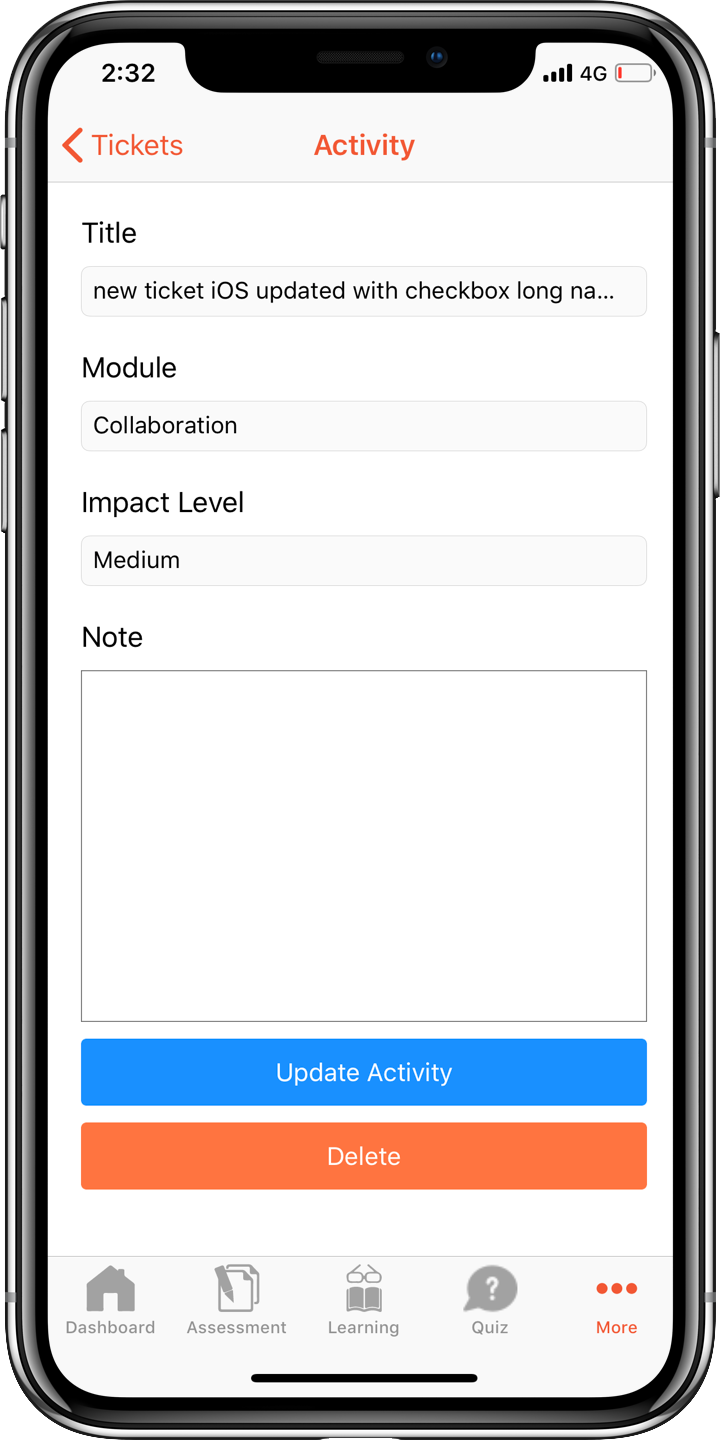 2:32
4G
Tickets
Activity
Title
new ticket iOS updated with checkbox long na...
Module
Collaboration
Impact Level
Medium
Note
Update Activity
Delete
?
Dashboard
Assessment
Learning
Quiz
More